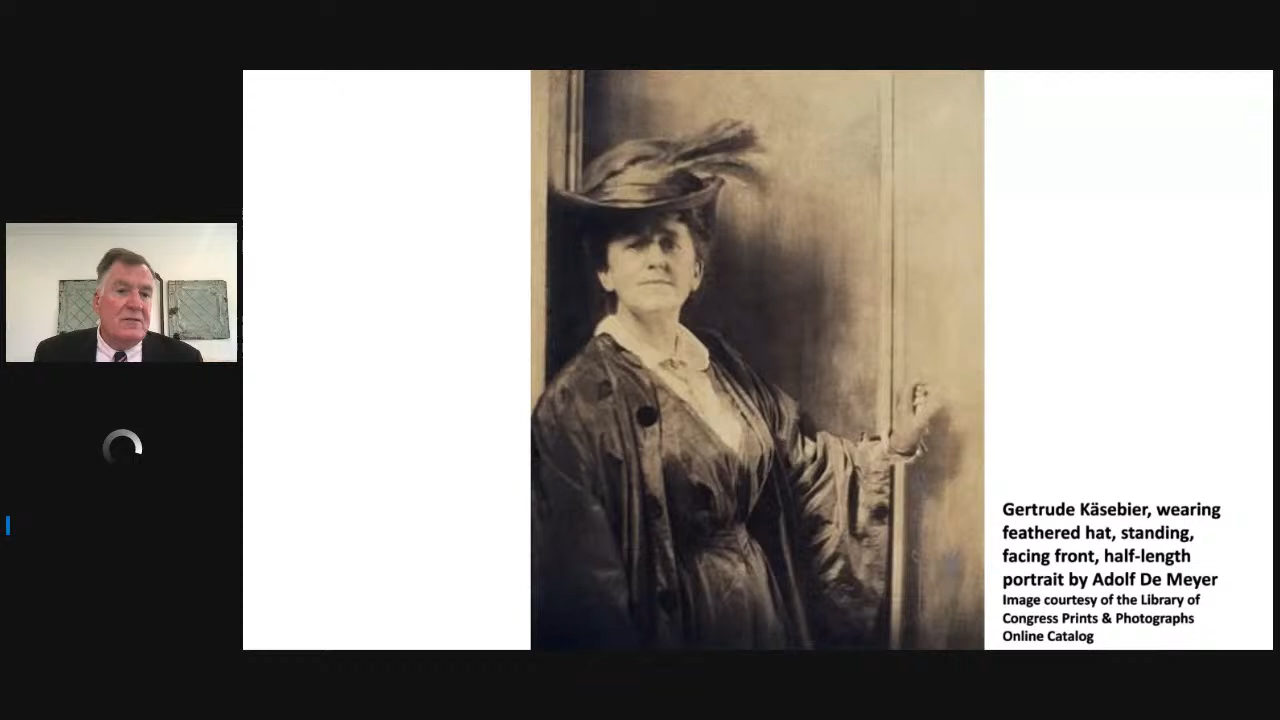 Gertrude Käsebier, wearing
feathered hat, standing,
facing front, half-length
portrait by Adolf De Meyer
Image courtesy of the Library of
Congress Prints & Photographs
Online Catalog